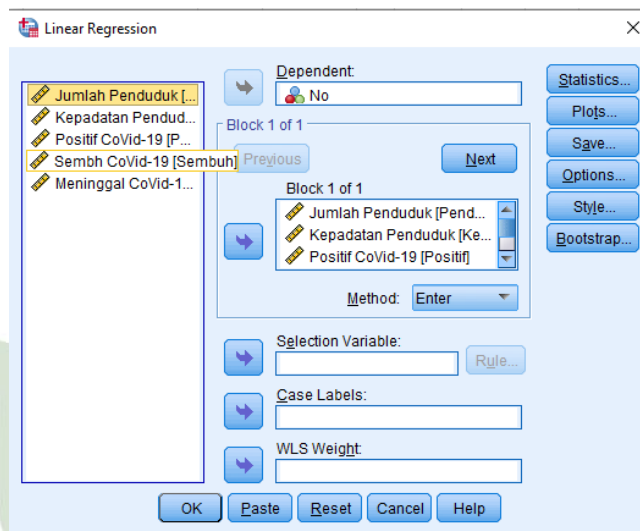 Linear Regression
Jumlah Penduduk [...
Kepadatan Pendud...
Positif CoVid-19 [P...
Sembh CoVid-19 [Sembuh]
Meninggal CoVid-1...
Dependent:
No
Block 1 of 1
Previous
Next
Block 1 of 1
Jumlah Penduduk [Pend...
Kepadatan Penduduk [Ke...
Positif CoVid-19 [Positif]
Method: Enter
Selection Variable:
Rule...
Case Labels:
WLS Weight:
Statistics...
Plots...
Save...
Options...
Style...
Bootstrap...
OK Paste Reset Cancel Help